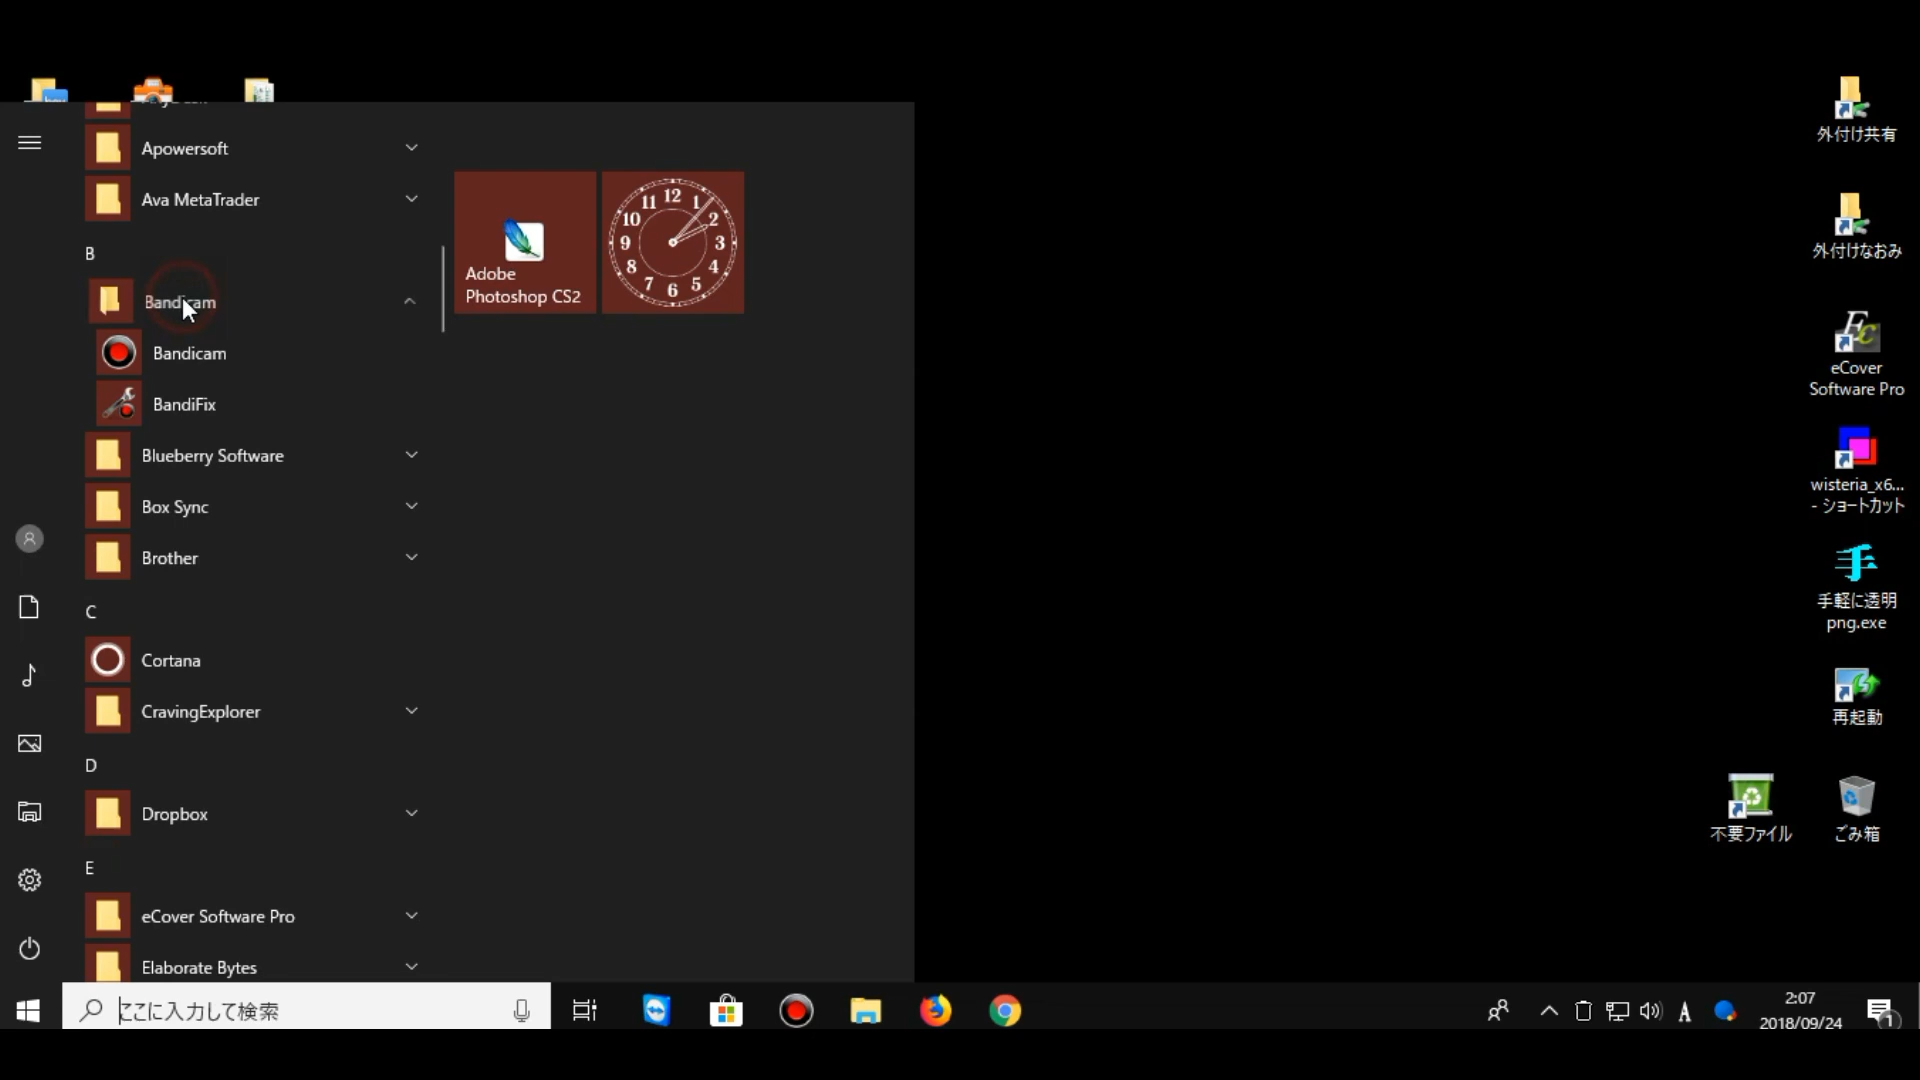 Apowersoft
Ava MetaTrader
B
Bandicam
Bandicam
BandiFix
Blueberry Software
Box Sync
Brother
C
Cortana
CravingExplorer
D
Dropbox
E
eCover Software Pro
Elaborate Bytes
Adobe
Photoshop CS2
12
1
2
3
4
5
6
7
8
9
10
11
外付け共有
外付けなおみ
eCover
Software Pro
wisteria_x6...
- ショートカット
手
手軽に透明
png.exe
再起動
不要ファイル
ごみ箱
ここに入力して検索
A
2:07
2018/09/24
1